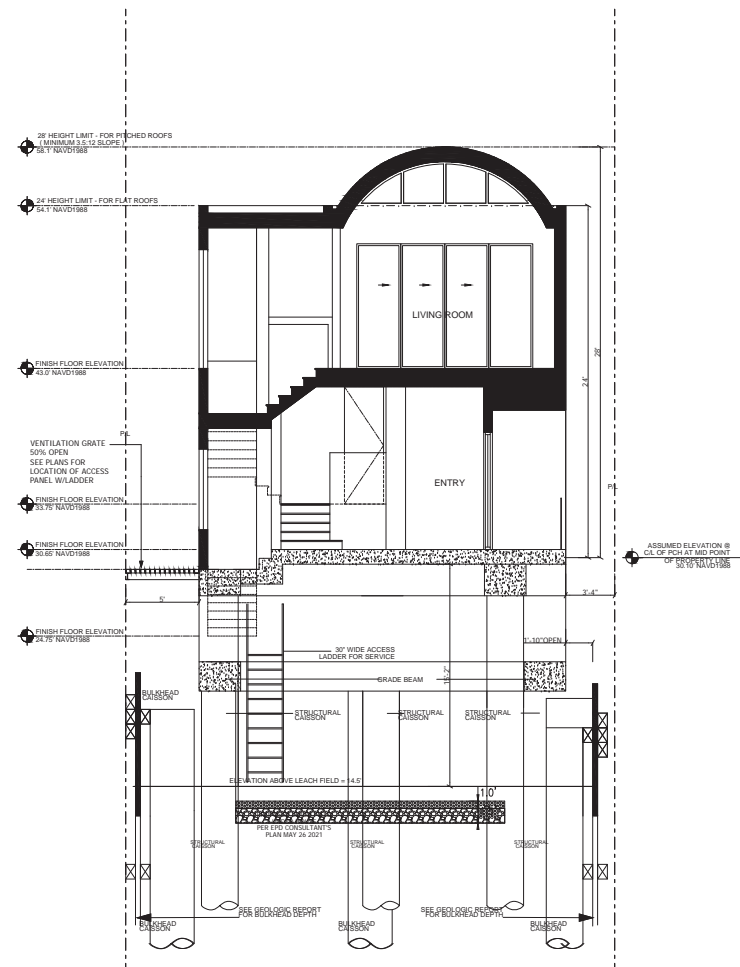 28' HEIGHT LIMIT - FOR PITCHED ROOFS
( MINIMUM 3.5:12 SLOPE )
58.1' NAVD1988
24' HEIGHT LIMIT - FOR FLAT ROOFS
54.1' NAVD1988
LIVING ROOM
28'
24'
FINISH FLOOR ELEVATION
43.0' NAVD1988
P/L
VENTILATION GRATE
50% OPEN
SEE PLANS FOR
LOCATION OF ACCESS
PANEL W/LADDER
ENTRY
P/L
FINISH FLOOR ELEVATION
33.75' NAVD1988
FINISH FLOOR ELEVATION
30.65' NAVD1988
ASSUMED ELEVATION @
C/L OF PCH AT MID POINT
OF PROPERTY LINE
30.10' NAVD1988
5'
3'-4"
FINISH FLOOR ELEVATION
24.75' NAVD1988
1'-10"OPEN
30" WIDE ACCESS
LADDER FOR SERVICE
GRADE BEAM
15'-2"
BULKHEAD
CAISSON
BULKHEAD
CAISSON
STRUCTURAL
CAISSON
STRUCTURAL
CAISSON
STRUCTURAL
CAISSON
ELEVATION ABOVE LEACH FIELD = 14.5'
1.0'
PER EPD CONSULTANT'S
PLAN MAY 26 2021
STRUCTURAL
CAISSON
STRUCTURAL
CAISSON
STRUCTURAL
CAISSON
SEE GEOLOGIC REPORT
FOR BULKHEAD DEPTH
SEE GEOLOGIC REPORT
FOR BULKHEAD DEPTH
BULKHEAD
CAISSON
BULKHEAD
CAISSON
BULKHEAD
CAISSON